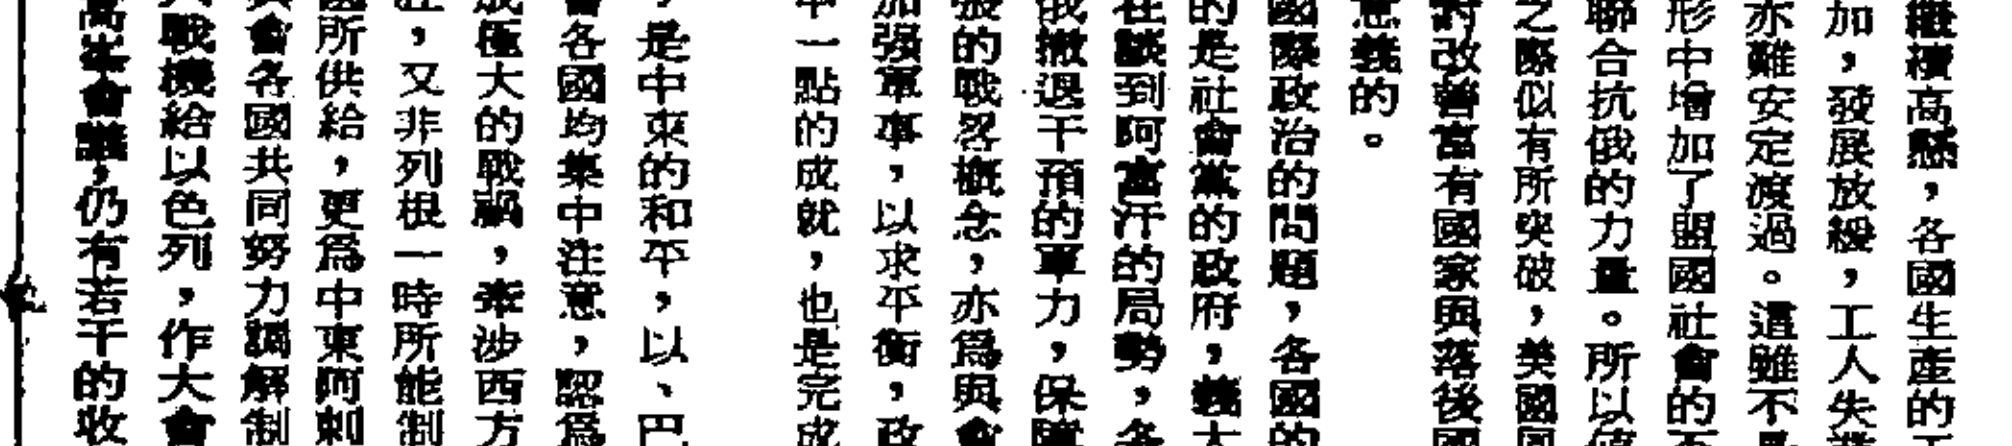 繼續高懸，各國生產的
加，發展放緩，工人失業
亦難安定渡過。這雖不是
形中增加了盟國社會的不
聯合抗俄的力量。所以
之際似有所突破，美國同
討改善富有國家與落後國
意義的。
國際政治的問題，各國的
的是社會黨的政府，義大
在談到阿富汗的局勢，各
俄撤退干預的軍力，保障
張的戰略概念，亦爲與會
加强軍事，以求平衡，政
中一點的成就，也是完成
，是中東的和平，以、巴
會各國均集中注意，認爲
成極大的戰禍，牽涉西方
注，又非列根一時所能制
國所供給，更爲中東阿剌
與會各國共同努力調解制
戰機給以色列，作大會
高峯會議，仍有若干的收